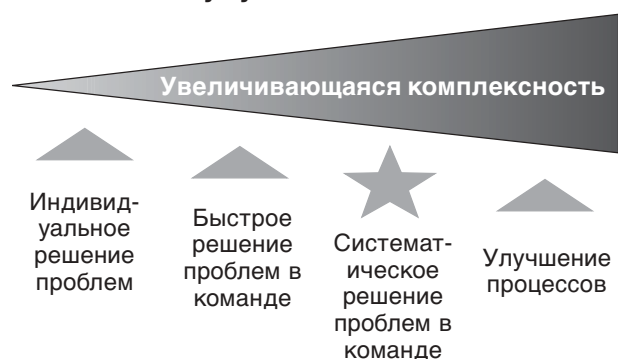 Увеличивающаяся комплексность
Индивид-
уальное
решение
проблем
Быстрое
решение
проблем в
команде
Системат-
ическое
решение
проблем в
команде
Улучшение
процессов